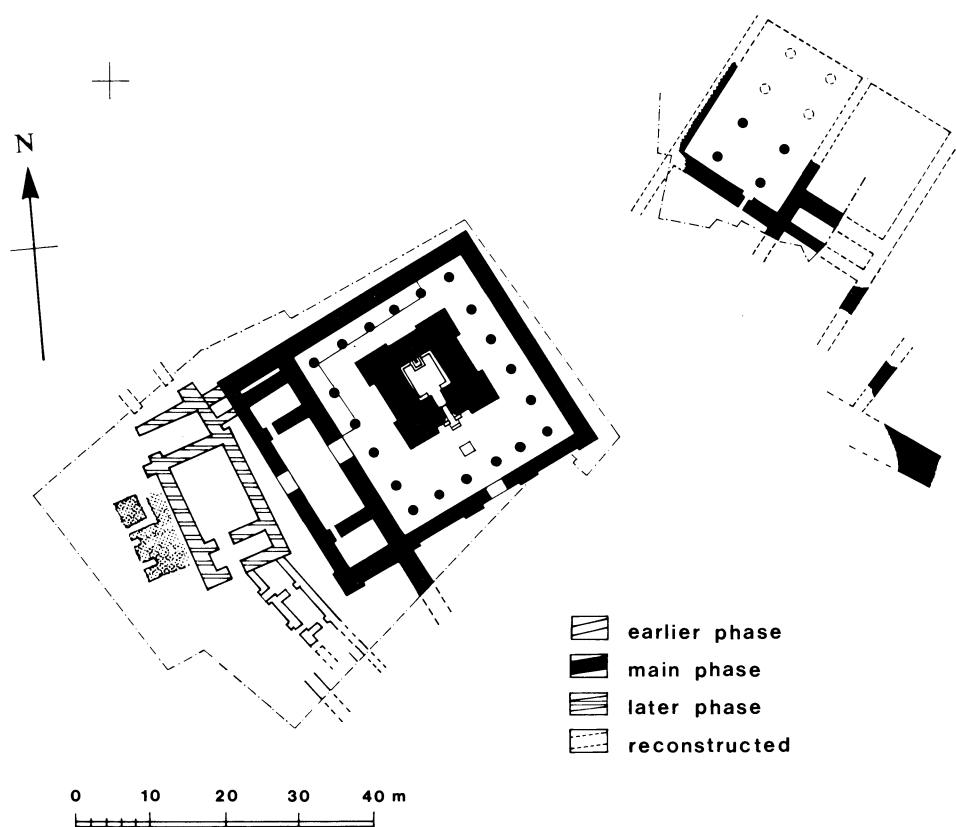 N
earlier phase
main phase
later phase
reconstructed
0 10 20 30 40 m